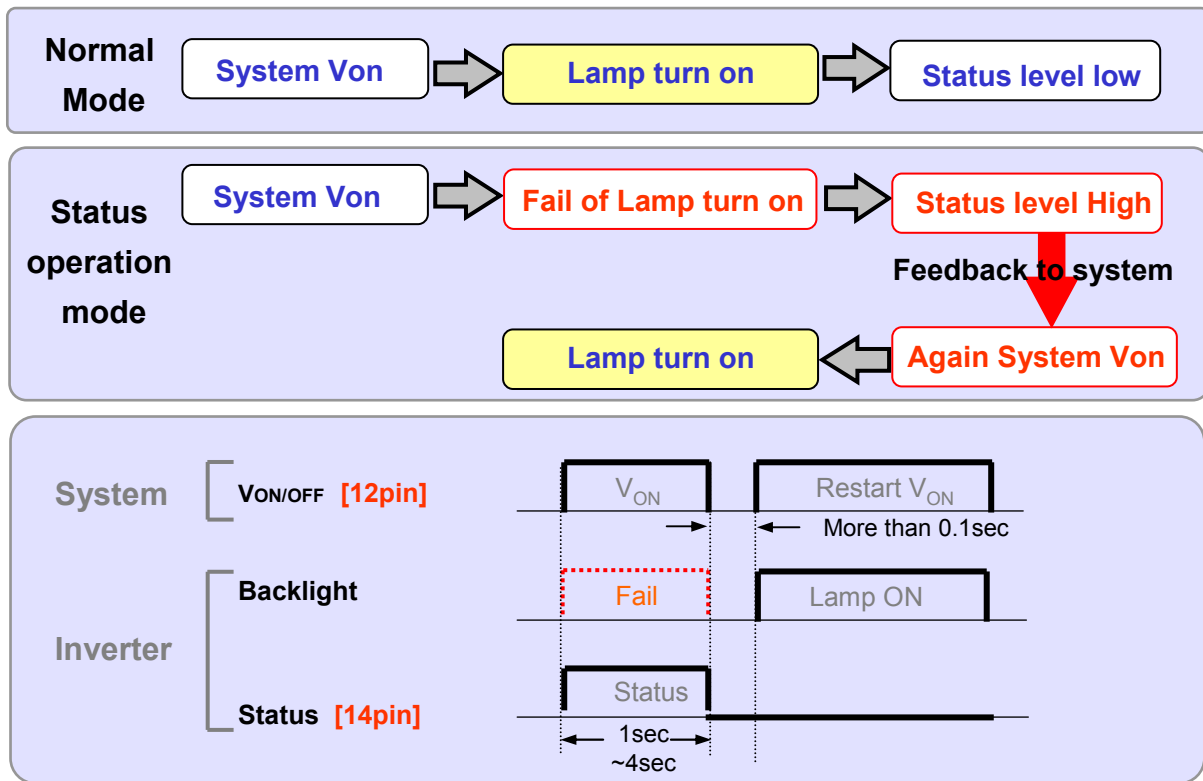 Normal
Mode
System Von
Lamp turn on
Status level low
Status
operation
mode
System Von
Fail of Lamp turn on
Status level High
Feedback to system
Lamp turn on
Again System Von
System
VON/OFF [12pin]
VON
Restart VON
More than 0.1sec
Inverter
Backlight
Fail
Lamp ON
Status [14pin]
Status
1sec
~4sec